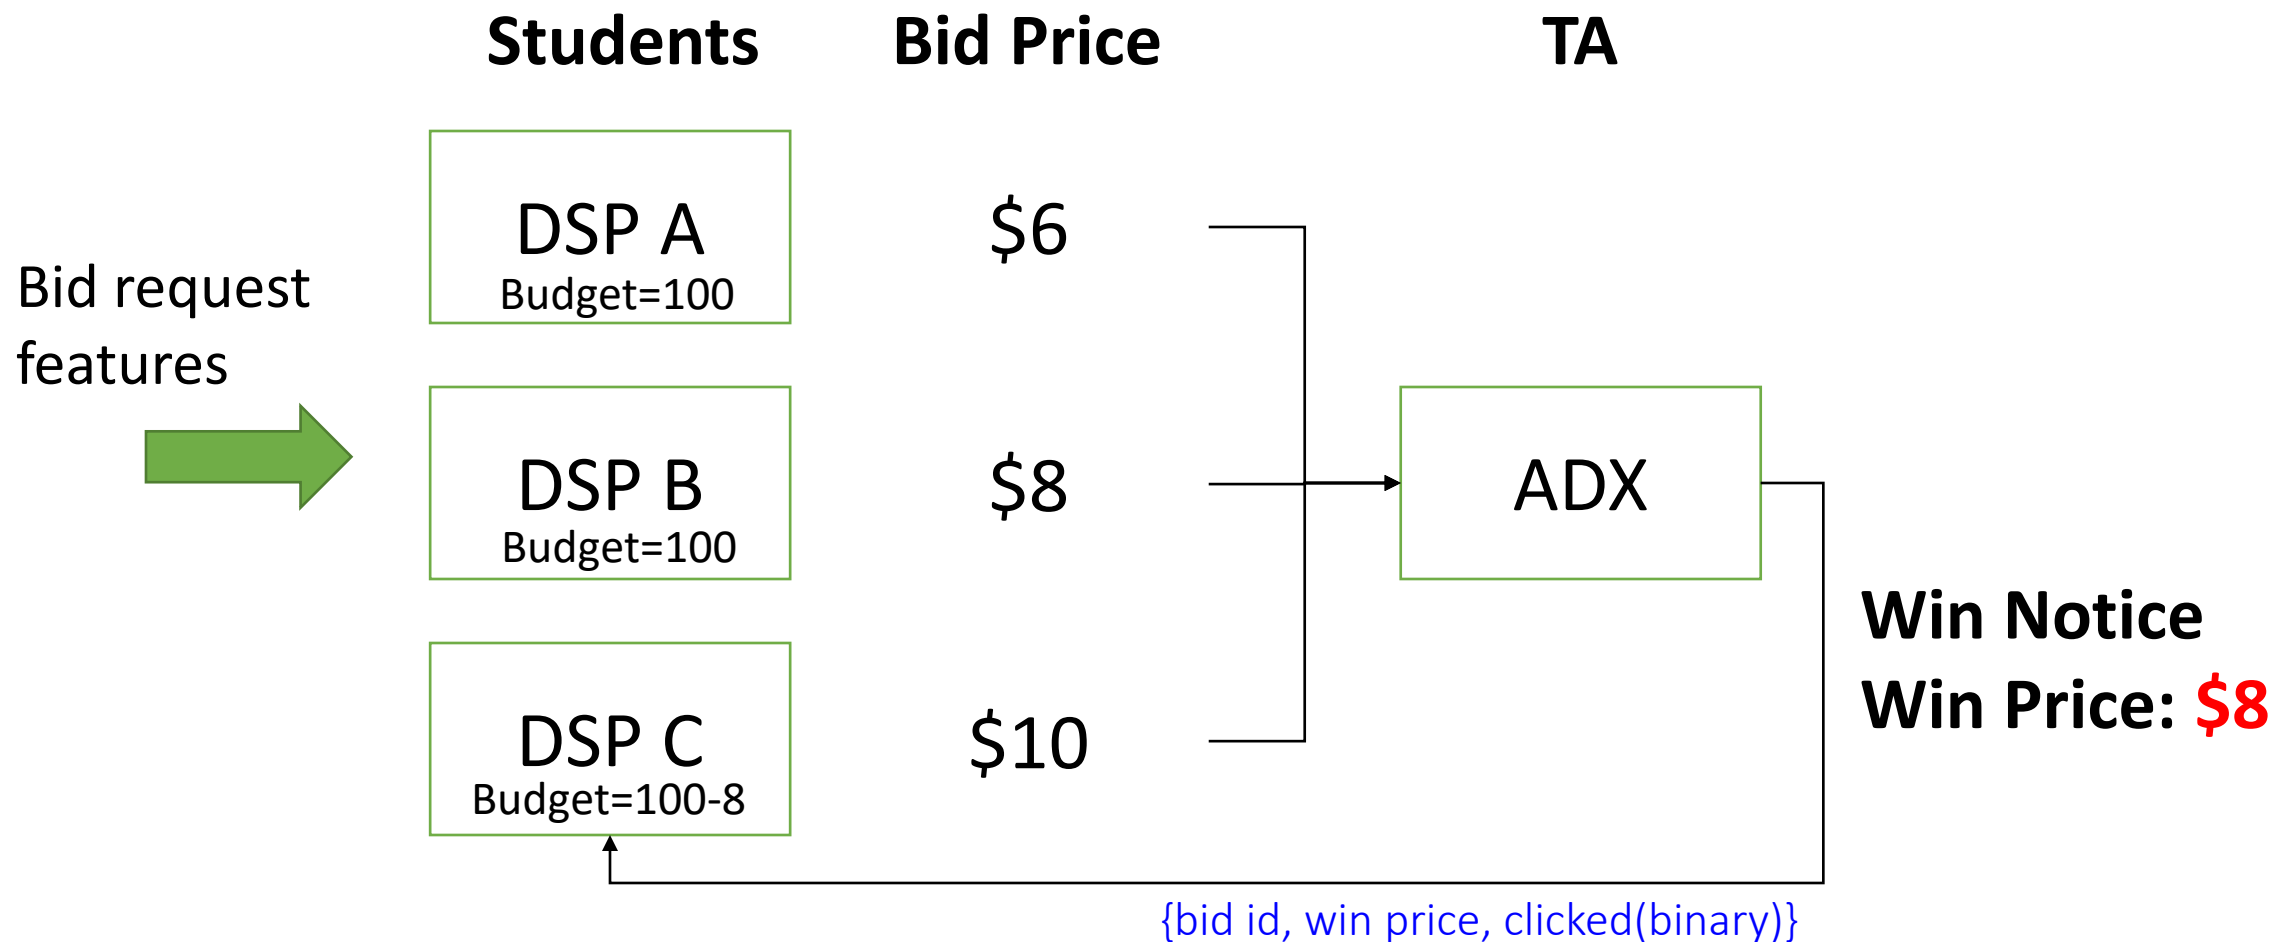 Students
Bid Price
TA
Bid request
features
DSP A
Budget=100
$6
DSP B
Budget=100
$8
ADX
DSP C
Budget=100-8
$10
Win Notice
Win Price: $8
{bid id, win price, clicked(binary)}